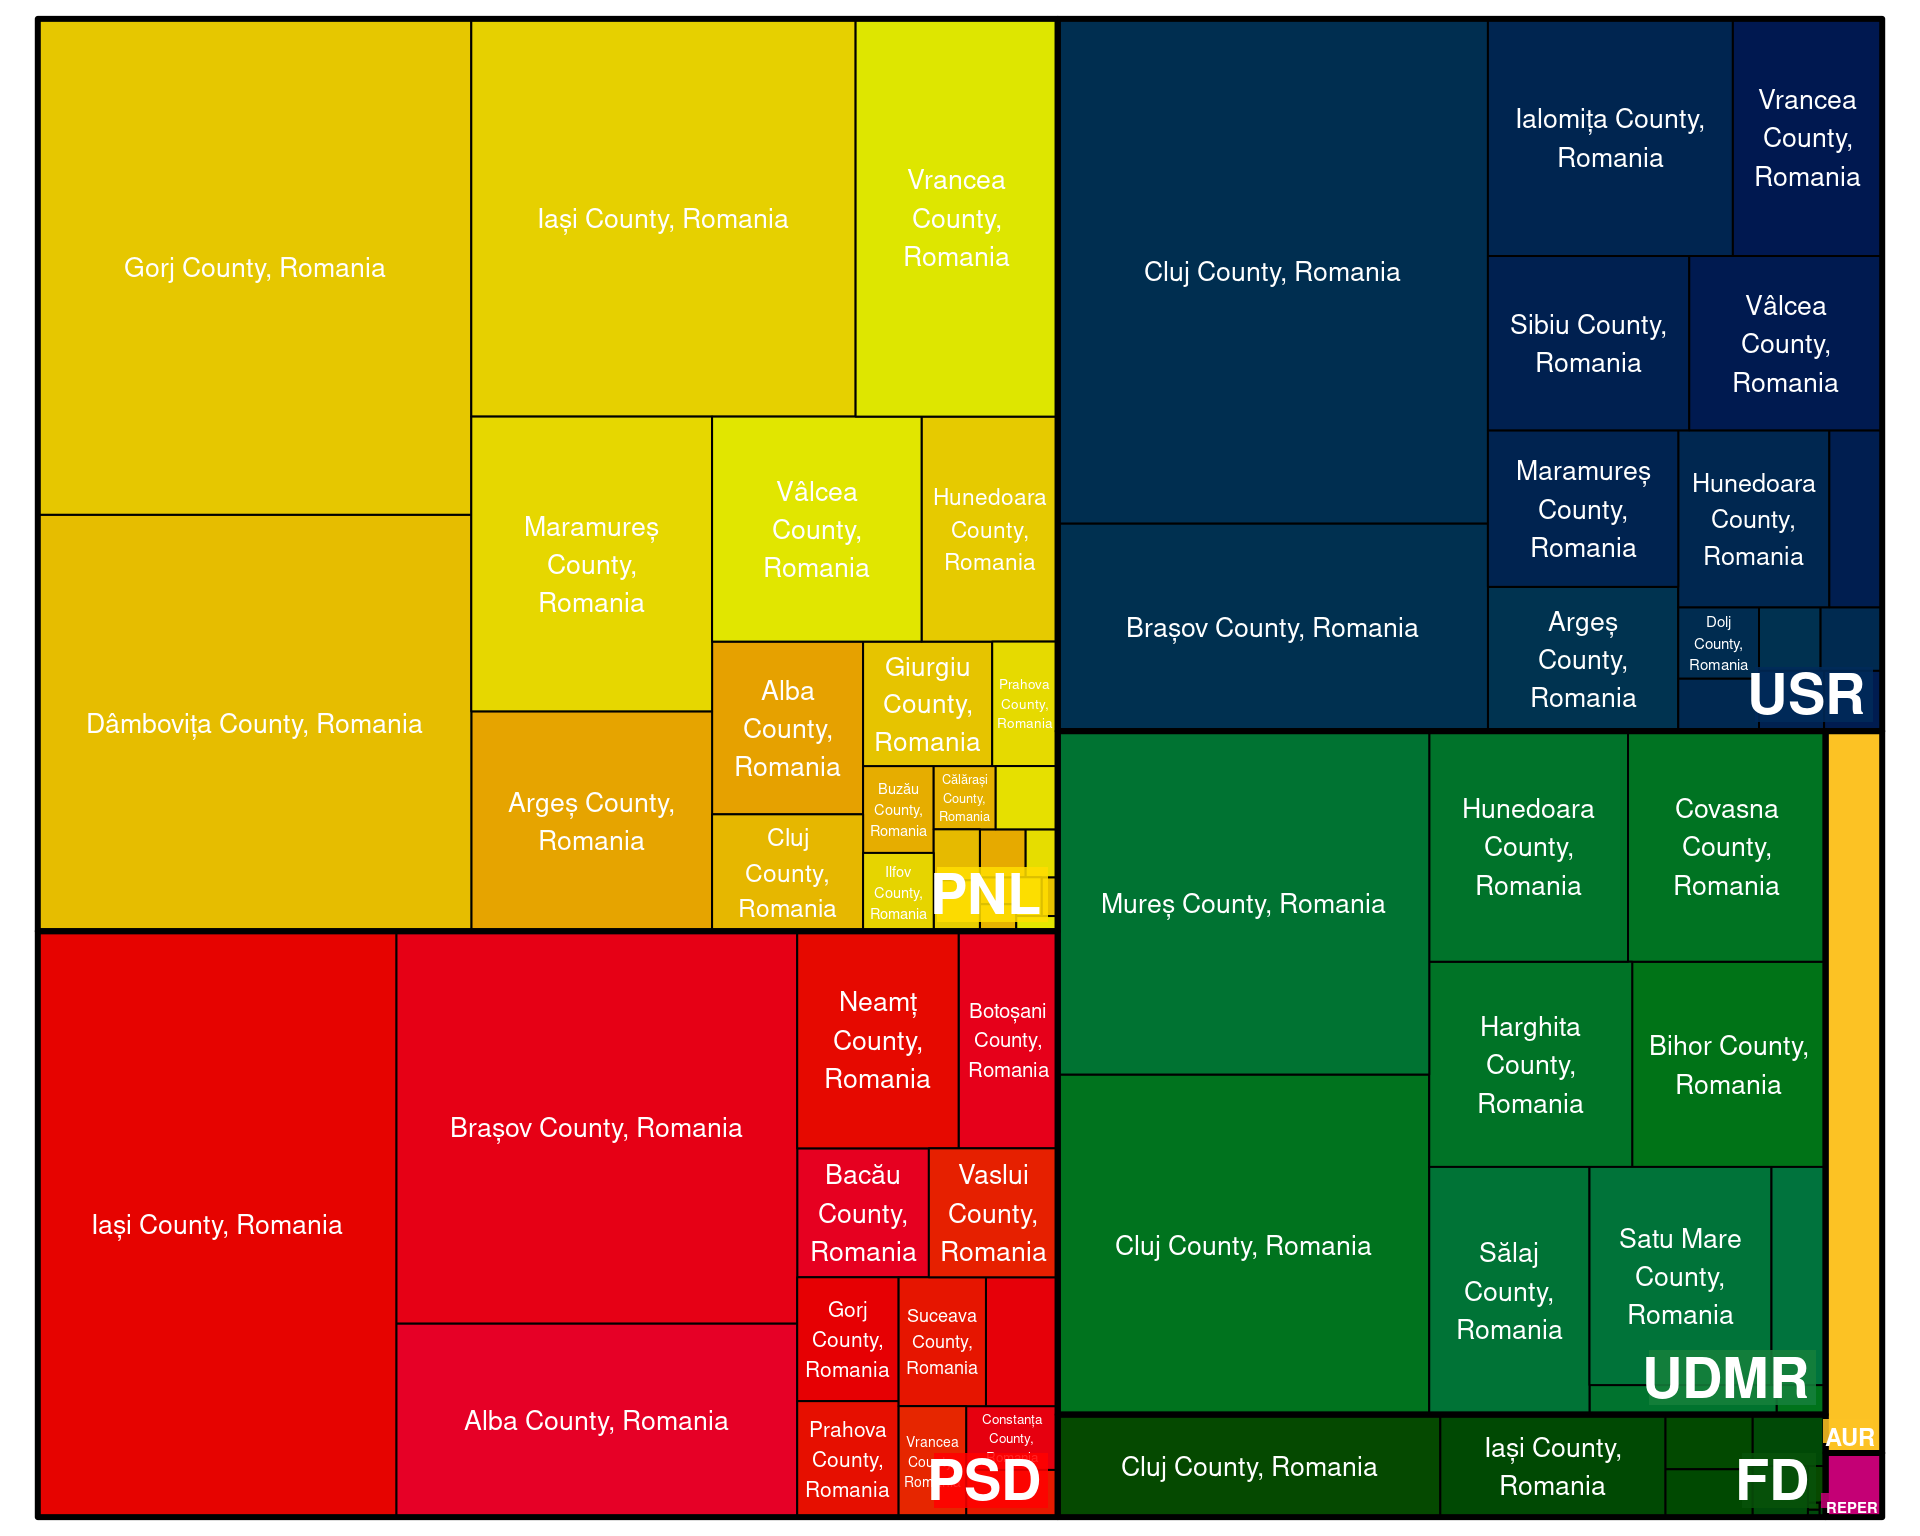 Gorj County, Romania
Iași County, Romania
Vrancea
County,
Romania
Dâmbovița County, Romania
Maramureș
County,
Romania
Vâlcea
County,
Romania
Hunedoara
County,
Romania
Argeș County,
Romania
Alba
County,
Romania
Giurgiu
County,
Romania
Prahova
County,
Romania
Cluj
County,
Romania
Buzău
County,
Romania
Călărași
County,
Romania
Ilfov
County,
Romania
PNL
Iași County, Romania
Brașov County, Romania
Alba County, Romania
Neamț
County,
Romania
Botoșani
County,
Romania
Bacău
County,
Romania
Vaslui
County,
Romania
Gorj
County,
Romania
Suceava
County,
Romania
Prahova
County,
Romania
Vrancea
Constanța
County,
PSD
Cluj County, Romania
Ialomița County,
Romania
Vrancea
County,
Romania
Sibiu County,
Romania
Vâlcea
County,
Romania
Brașov County, Romania
Maramureș
County,
Romania
Hunedoara
County,
Romania
Argeș
County,
Romania
Dolj
County,
Romania
USR
Mureș County, Romania
Hunedoara
County,
Romania
Covasna
County,
Romania
Harghita
County,
Romania
Bihor County,
Romania
Cluj County, Romania
Sălaj
County,
Romania
Satu Mare
County,
Romania
UDMR
Cluj County, Romania
Iași County,
Romania
FD
AUR
REPER